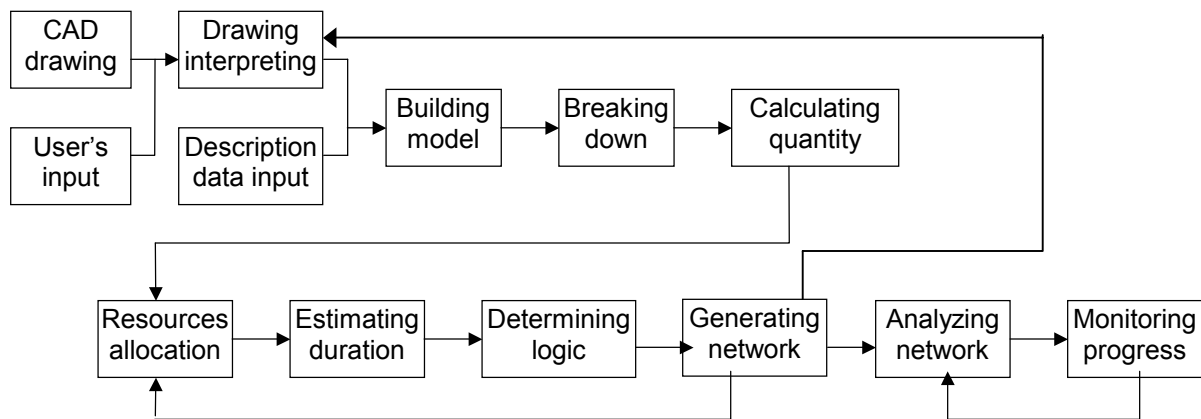 CAD
drawing
Drawing
interpreting
User's
input
Description
data input
Building
model
Breaking
down
Calculating
quantity
Resources
allocation
Estimating
duration
Determining
logic
Generating
network
Analyzing
network
Monitoring
progress